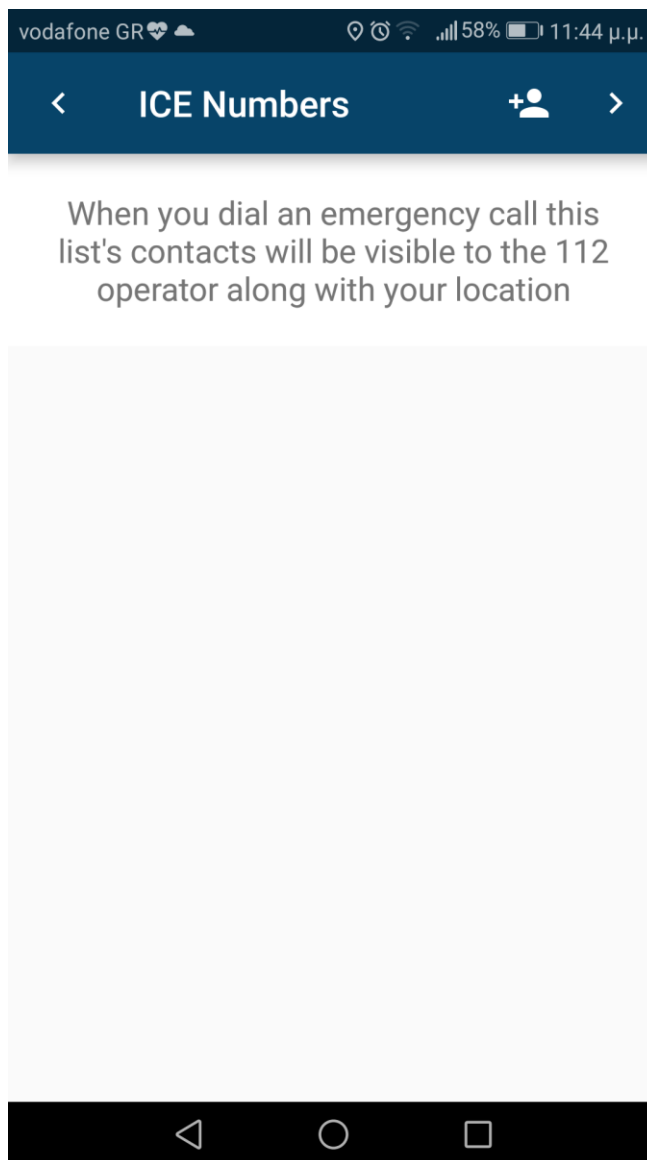 vodafone GR 58% 11:44 μ.μ.
ICE Numbers
When you dial an emergency call this
list's contacts will be visible to the 112
operator along with your location